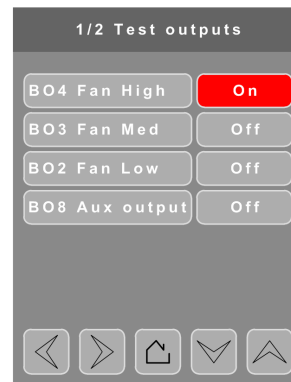 1/2 Test outputs
BO4 Fan High On
BO3 Fan Med Off
BO2 Fan Low Off
BO8 Aux output Off